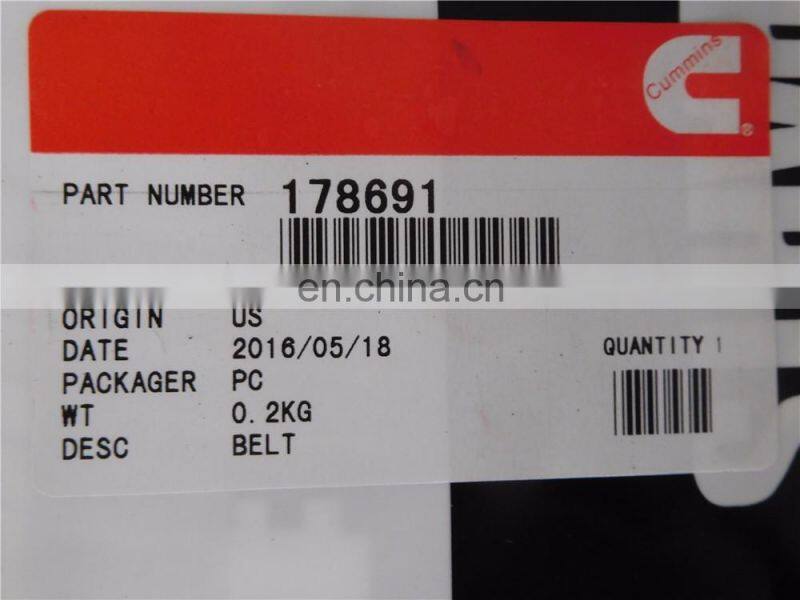 Cummins
®
PART NUMBER 178691
en.china.cn
ORIGIN US
DATE 2016/05/18
QUANTITY 1
PACKAGER PC
WT 0.2KG
DESC BELT